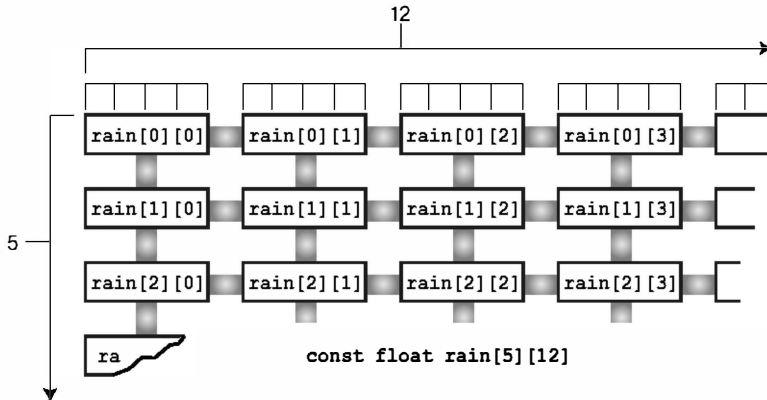 12
rain[0][0] rain[0][1] rain[0][2] rain[0][3]
rain[1][0] rain[1][1] rain[1][2] rain[1][3]
5
rain[2][0] rain[2][1] rain[2][2] rain[2][3]
ra
const float rain[5][12]